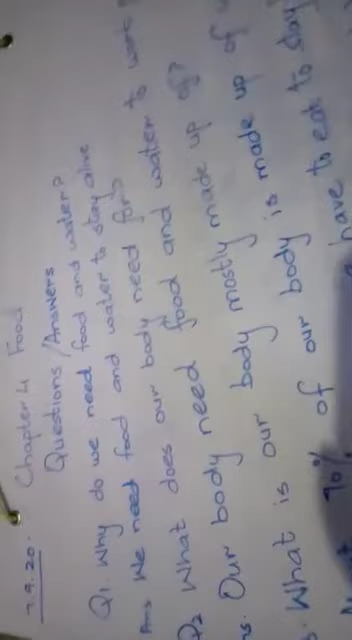 7.9.20.
Chapter 4 Food
Questions/Answers
Q1. Why do we need food and water?
Ans We need food and water to stay alive
Q2 What does our body need for?
Our body need food and water to work
What is our body mostly made up of?
70% of our body is made up of
have to eat to stay